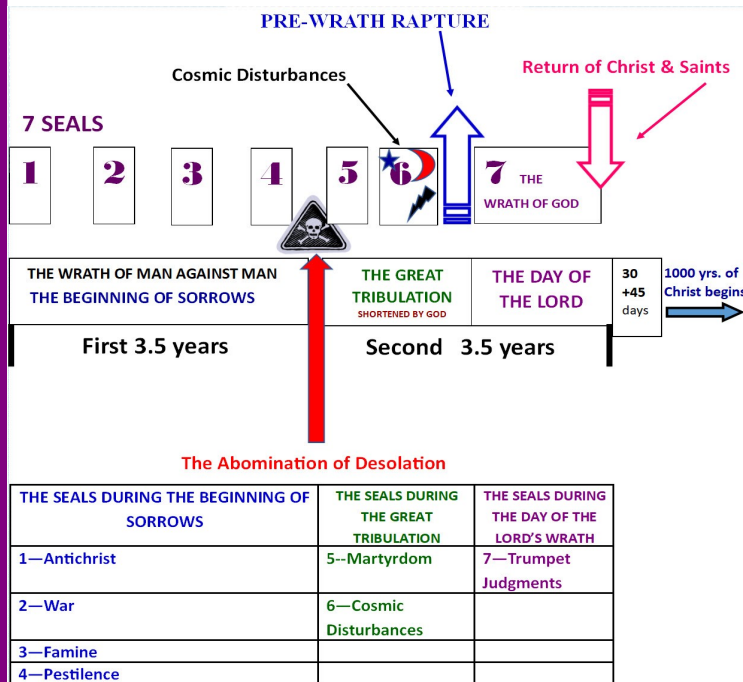 PRE-WRATH RAPTURE
Cosmic Disturbances
Return of Christ & Saints
7 SEALS
1 2 3 4 5 6 7 THE
WRATH OF GOD
THE WRATH OF MAN AGAINST MAN
THE BEGINNING OF SORROWS
THE GREAT
TRIBULATION
SHORTENED BY GOD
THE DAY OF
THE LORD
30
+45
days
1000 yrs. of
Christ begins
First 3.5 years
Second 3.5 years
The Abomination of Desolation
THE SEALS DURING THE BEGINNING OF
SORROWS
THE SEALS DURING
THE GREAT
TRIBULATION
THE SEALS DURING
THE DAY OF THE
LORD'S WRATH
1—Antichrist
5--Martyrdom
7—Trumpet
Judgments
2—War
6—Cosmic
Disturbances
3—Famine
4—Pestilence